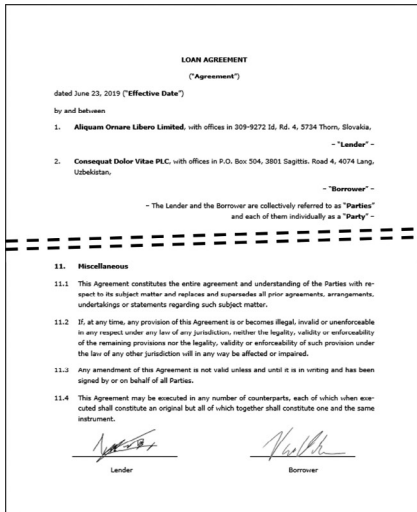 LOAN AGREEMENT
("Agreement")
dated June 23, 2019 ("Effective Date")
by and between
1. Aliquam Ornare Libero Limited, with offices in 309-9272 Id, Rd. 4, 5734 Thorn, Slovakia,
– "Lender" –
2. Consequat Dolor Vitae PLC, with offices in P.O. Box 504, 3801 Sagittis. Road 4, 4074 Lang,
Uzbekistan,
– "Borrower" –
– The Lender and the Borrower are collectively referred to as "Parties"
and each of them individually as a "Party" –
11. Miscellaneous
11.1 This Agreement constitutes the entire agreement and understanding of the Parties with re-
spect to its subject matter and replaces and supersedes all prior agreements, arrangements,
undertakings or statements regarding such subject matter.
11.2 If, at any time, any provision of this Agreement is or becomes illegal, invalid or unenforceable
in any respect under any law of any jurisdiction, neither the legality, validity or enforceability
of the remaining provisions nor the legality, validity or enforceability of such provision under
the law of any other jurisdiction will in any way be affected or impaired.
11.3 Any amendment of this Agreement is not valid unless and until it is in writing and has been
signed by or on behalf of all Parties.
11.4 This Agreement may be executed in any number of counterparts, each of which when exe-
cuted shall constitute an original but all of which together shall constitute one and the same
instrument.
Lender Borrower